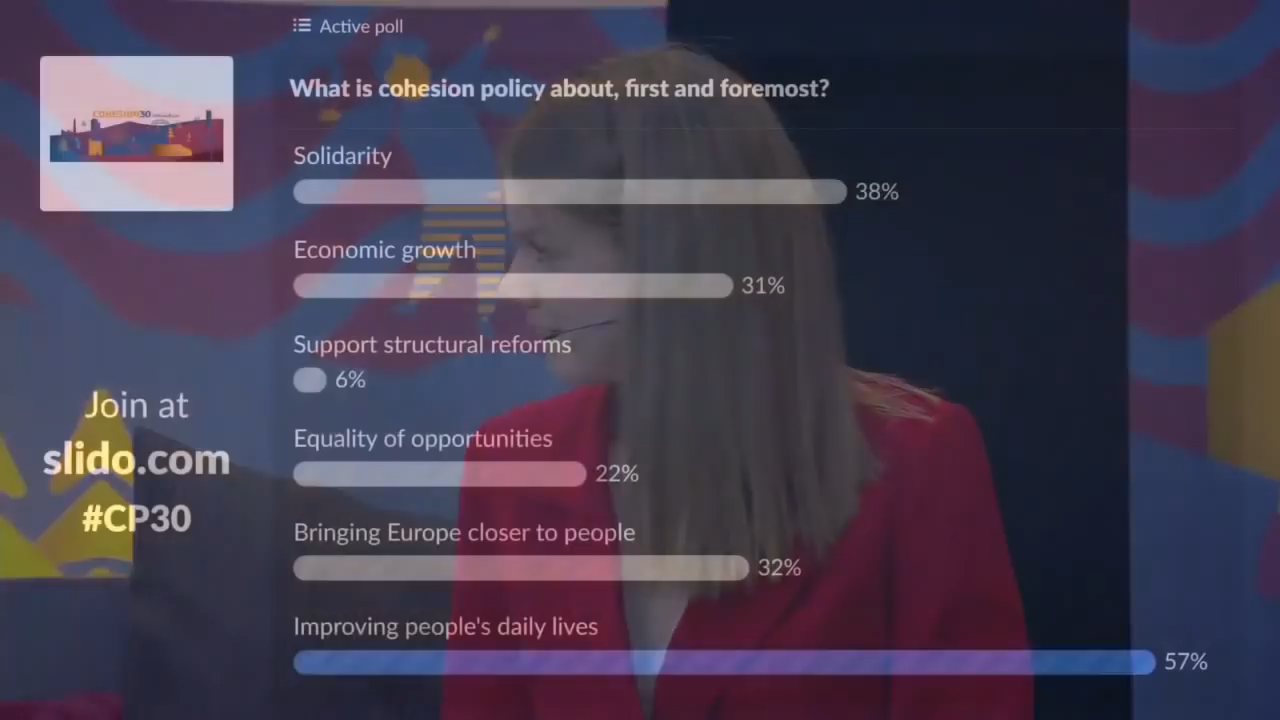 Active poll
What is cohesion policy about, first and foremost?
COHESION30
Solidarity
38%
Economic growth
31%
Support structural reforms
6%
Join at
slido.com
#CP30
Equality of opportunities
22%
Bringing Europe closer to people
32%
Improving people's daily lives
57%